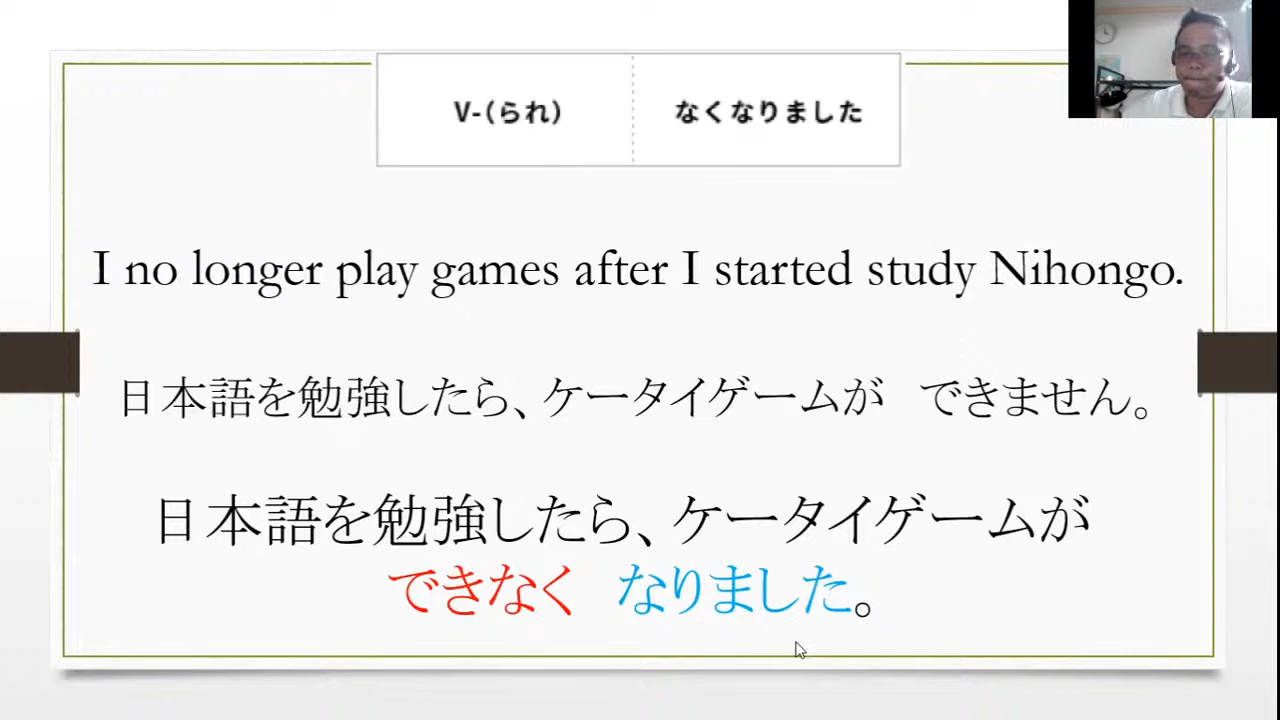 V-(られ) なくなりました
I no longer play games after I started study Nihongo.
日本語を勉強したら、ケータイゲームが できません。
日本語を勉強したら、ケータイゲームが
できなく なりました。